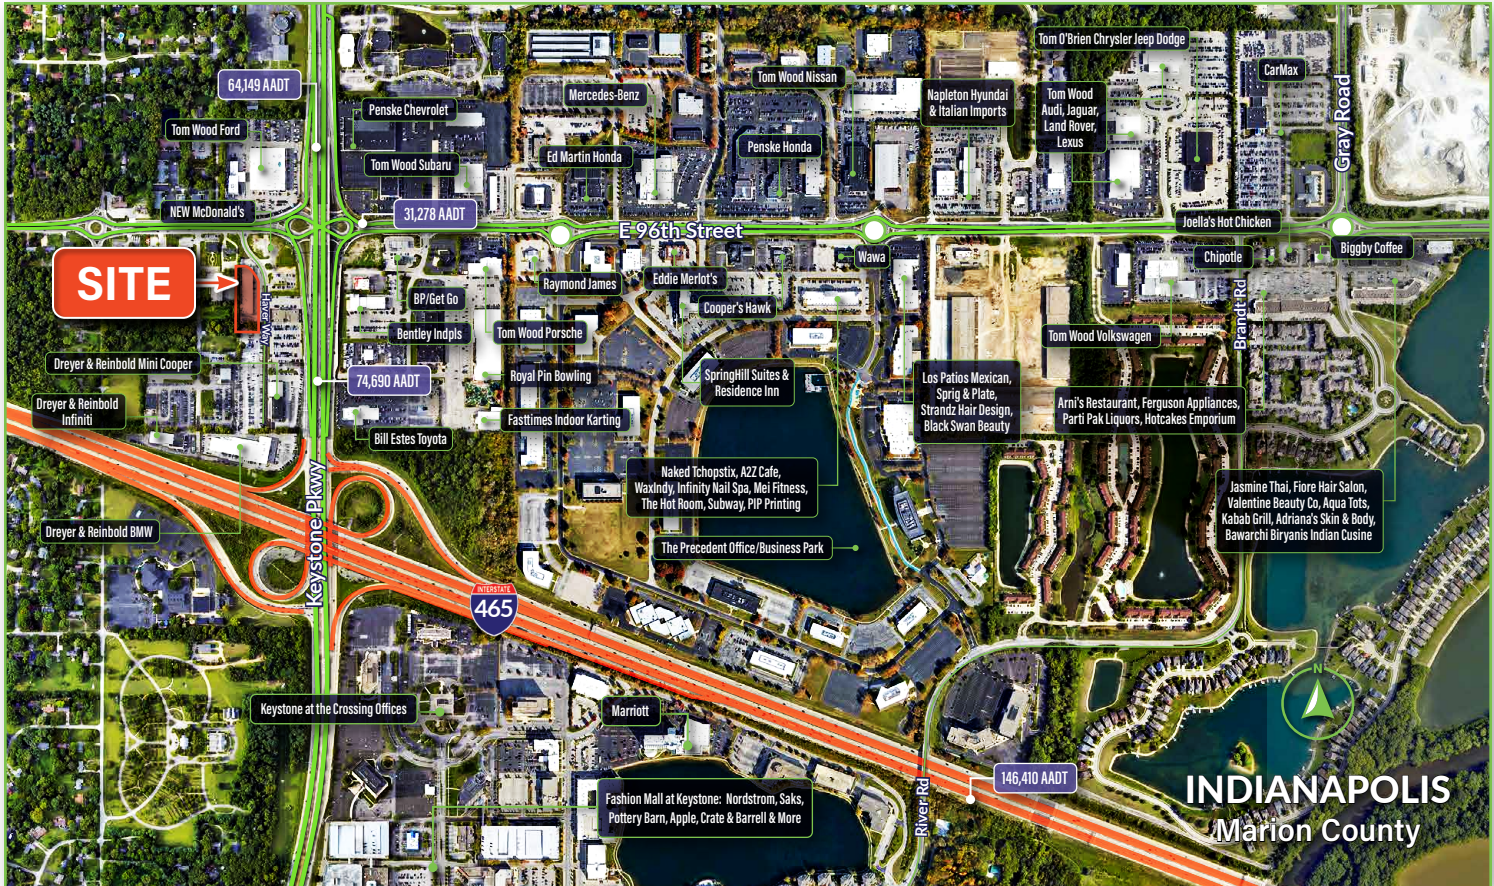 64,149 AADT
Tom Wood Ford
Penske Chevrolet
Tom Wood Subaru
NEW McDonald's
31,278 AADT
Mercedes-Benz
Ed Martin Honda
Tom Wood Nissan
Penske Honda
Napleton Hyundai
& Italian Imports
Tom O'Brien Chrysler Jeep Dodge
Tom Wood
Audi, Jaguar,
Land Rover,
Lexus
CarMax
Gray Road
E 96th Street
Joella's Hot Chicken
Chipotle
Biggby Coffee
SITE
Haver Way
BP/Get Go
Bentley Indpls
Raymond James
Eddie Merlot's
Cooper's Hawk
Wawa
Tom Wood Porsche
Royal Pin Bowling
Fasttimes Indoor Karting
SpringHill Suites &
Residence Inn
Tom Wood Volkswagen
Brandt Rd
Dreyer & Reinbold Mini Cooper
Dreyer & Reinbold
Infiniti
74,690 AADT
Bill Estes Toyota
Los Patios Mexican,
Sprig & Plate,
Strandz Hair Design,
Black Swan Beauty
Arni's Restaurant, Ferguson Appliances,
Parti Pak Liquors, Hotcakes Emporium
Naked Tchopstix, A2Z Cafe,
WaxIndy, Infinity Nail Spa, Mei Fitness,
The Hot Room, Subway, PIP Printing
Jasmine Thai, Fiore Hair Salon,
Valentine Beauty Co, Aqua Tots,
Kabab Grill, Adriana's Skin & Body,
Bawarchi Biryanis Indian Cusine
Dreyer & Reinbold BMW
Keystone Pkwy
The Precedent Office/Business Park
INTERSTATE
465
Keystone at the Crossing Offices
Marriott
N
Fashion Mall at Keystone: Nordstrom, Saks,
Pottery Barn, Apple, Crate & Barrell & More
River Rd
146,410 AADT
INDIANAPOLIS
Marion County